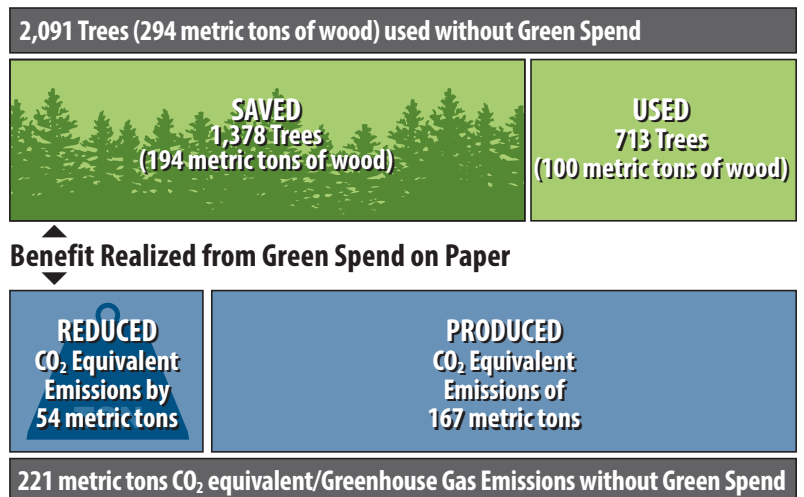 2,091 Trees (294 metric tons of wood) used without Green Spend
SAVED
1,378 Trees
(194 metric tons of wood)
USED
713 Trees
(100 metric tons of wood)
Benefit Realized from Green Spend on Paper
REDUCED
CO₂ Equivalent
Emissions by
54 metric tons
TON
PRODUCED
CO₂ Equivalent
Emissions of
167 metric tons
221 metric tons CO₂ equivalent/Greenhouse Gas Emissions without Green Spend